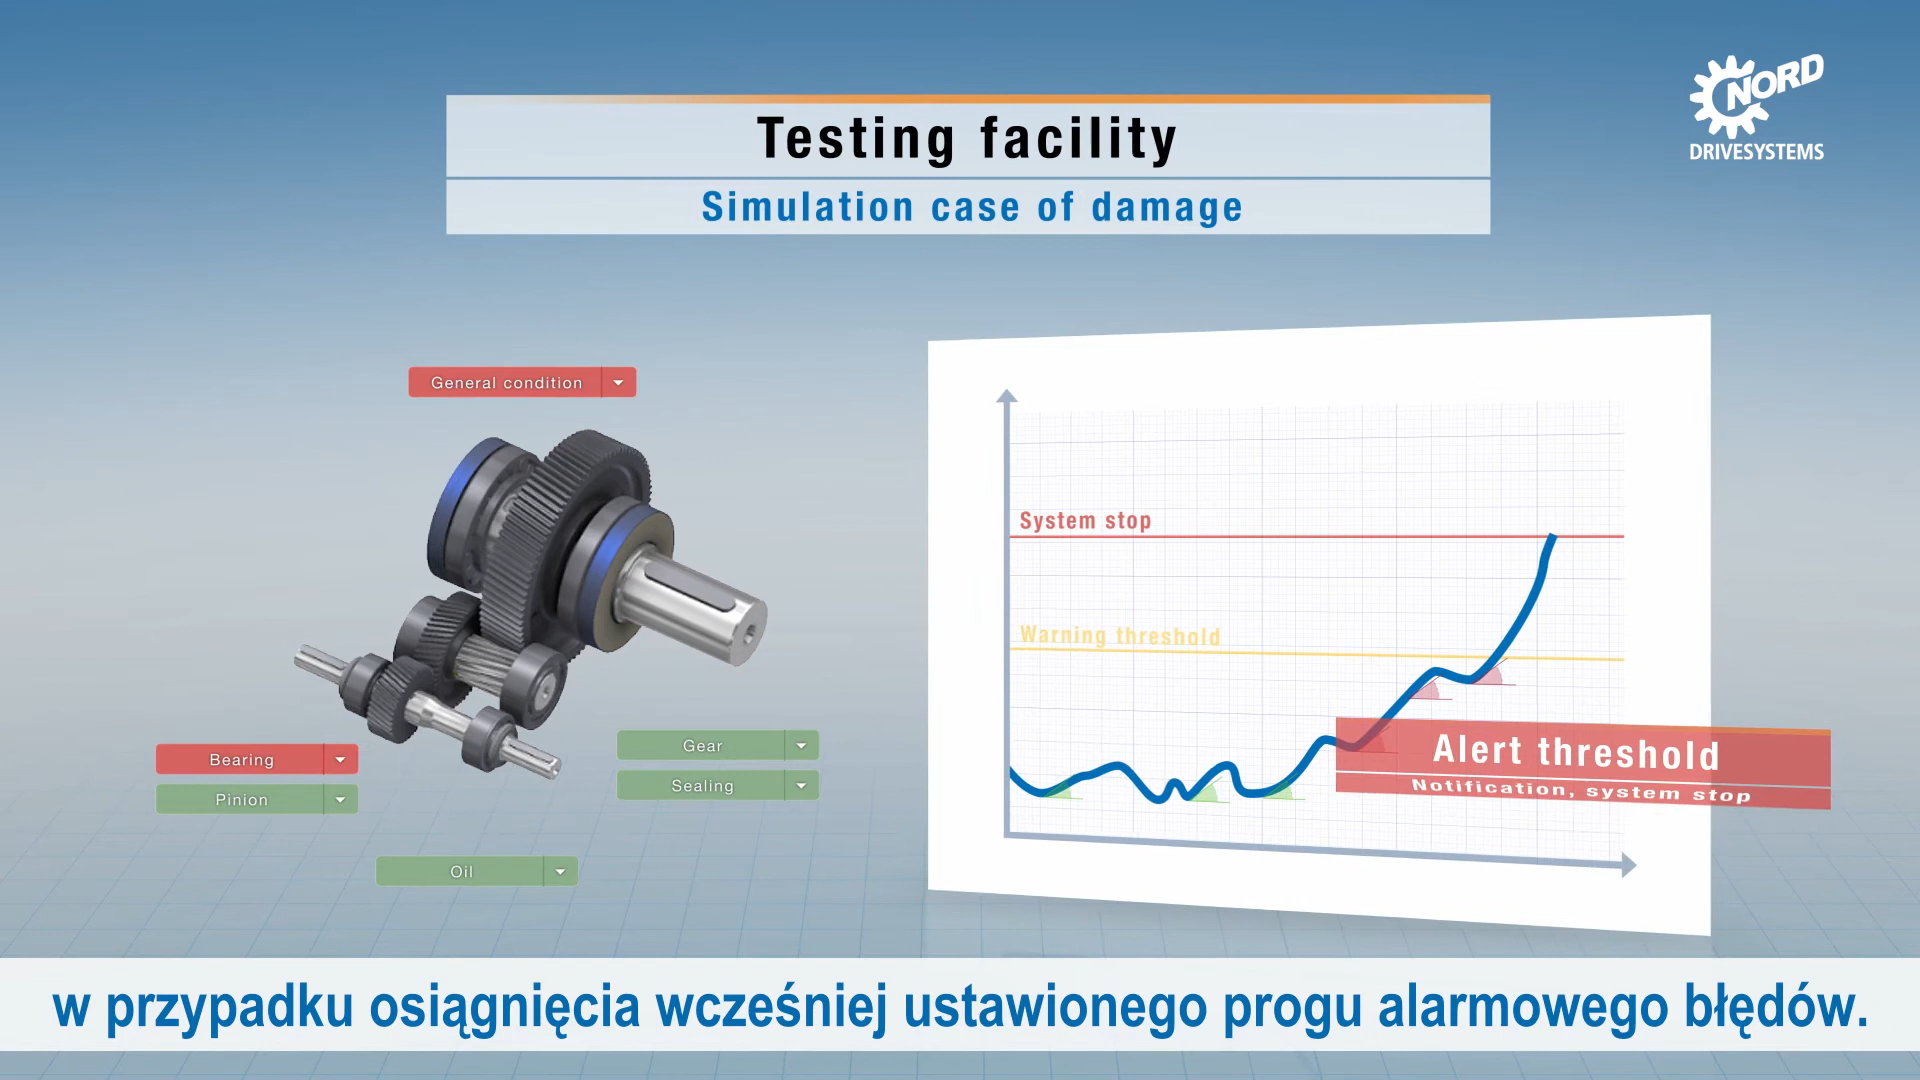 NORD
DRIVESYSTEMS
Testing facility
Simulation case of damage
General condition
System stop
Warning threshold
Bearing
Pinion
Gear
Sealing
Alert threshold
Notification, system stop
Oil
w przypadku osiągnięcia wcześniej ustawionego progu alarmowego błędów.